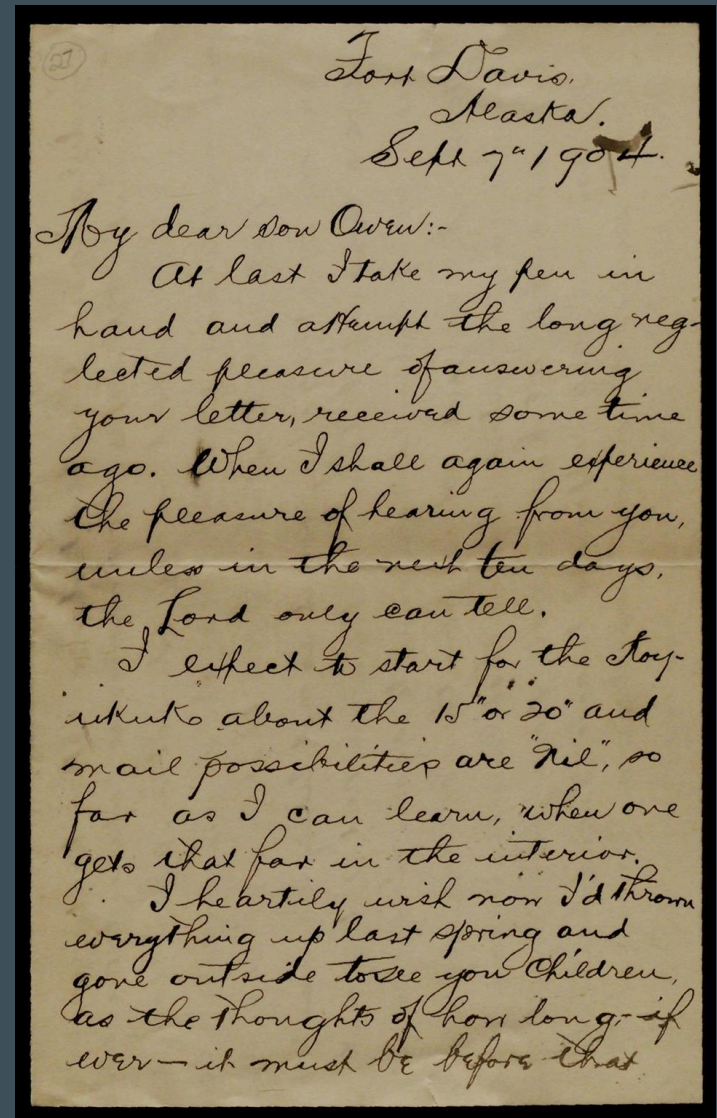 27
Fort Davis.
Alaska.
Sept 7" 1904.
My dear son Owen:-
At last I take my pen in
hand and attempt the long neg-
lected pleasure of answering
your letter, received some time
ago. When I shall again experience
the pleasure of hearing from you,
unless in the next ten days,
the Lord only can tell.
I expect to start for the Koy-
ukuk about the 15" or 20" and
mail possibilities are "Nil", so
far as I can learn, when one
gets that far in the interior.
I heartily wish now I'd thrown
everything up last spring and
gone outside to see you children,
as the thoughts of how long,- if
ever- it must be before that